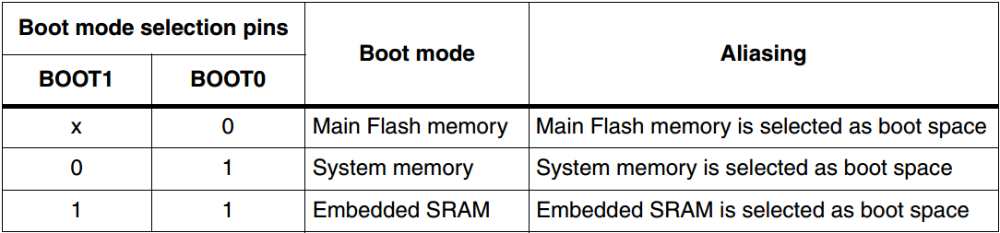 Boot mode selection pins
Boot mode
Aliasing
BOOT1 BOOT0
x 0 Main Flash memory Main Flash memory is selected as boot space
0 1 System memory System memory is selected as boot space
1 1 Embedded SRAM Embedded SRAM is selected as boot space